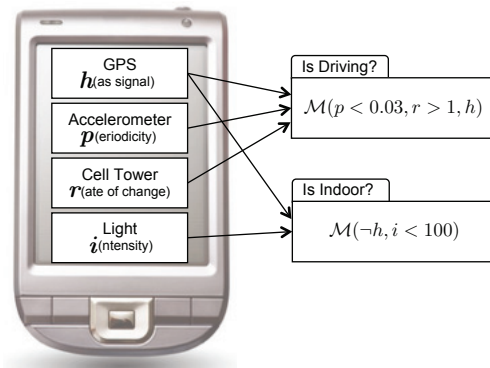 GPS
h(as signal)
Accelerometer
p(eriodicity)
Cell Tower
r(ate of change)
Light
i(ntensity)
Is Driving?
M(p < 0.03, r > 1, h)
Is Indoor?
M(¬h, i < 100)